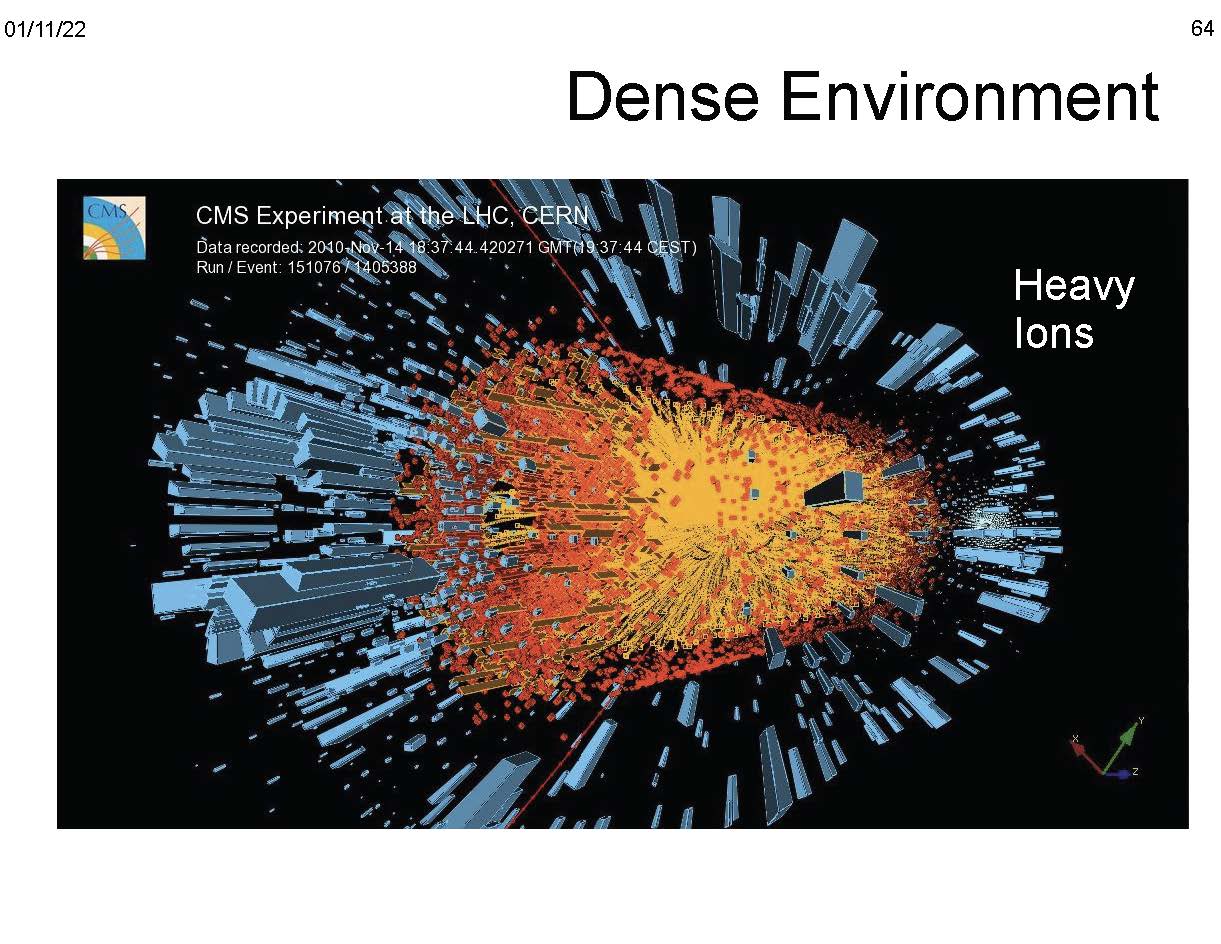 01/11/22
64
Dense Environment
CMS
CMS Experiment at the LHC, CERN
Data recorded: 2010-Nov-14 18:37:44.420271 GMT(19:37:44 CEST)
Run / Event: 151076 / 1405388
Heavy
Ions
Y
X
Z